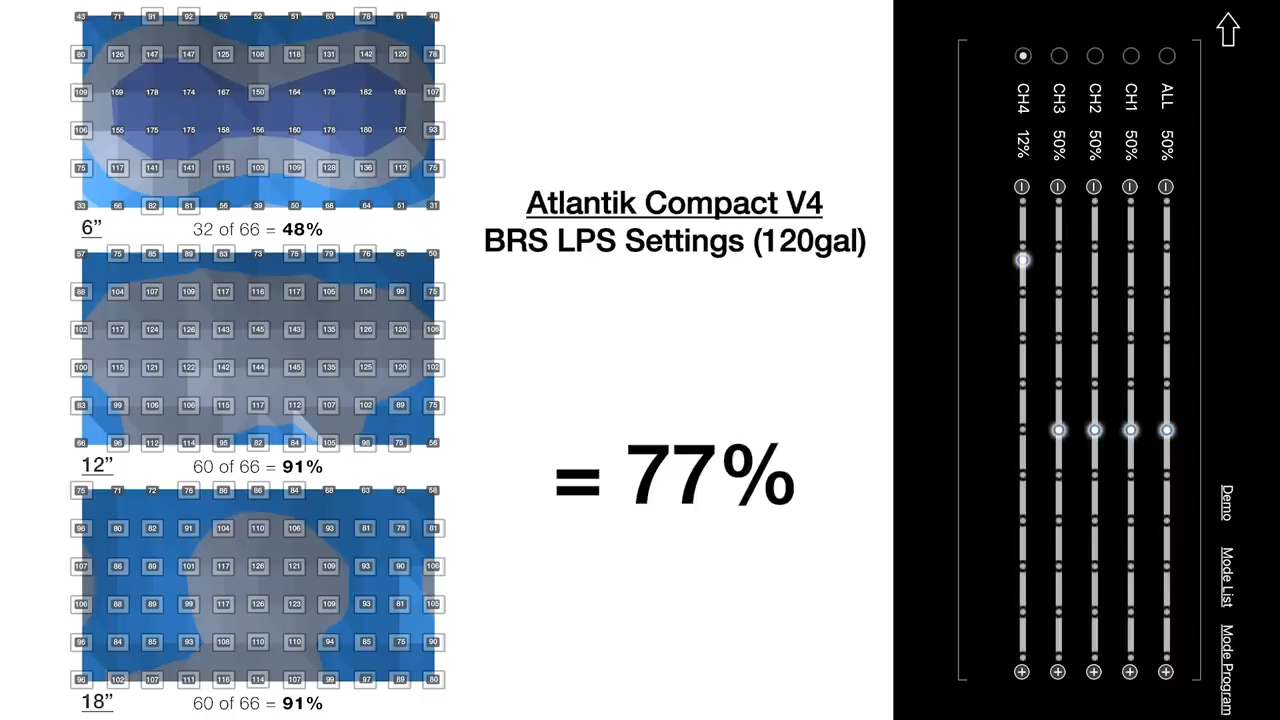 43 71 91 92 65 52 51 63 78 61 40
80 126 147 147 125 108 118 131 142 120 78
109 159 178 174 167 150 164 179 182 160 107
106 155 175 175 158 156 160 178 180 157 93
75 117 141 141 115 103 109 128 136 112 75
33 66 82 81 56 39 50 68 64 51 31
6”
32 of 66 = 48%
57 75 85 89 83 73 75 79 76 65 50
88 104 107 109 117 116 117 105 104 99 75
102 117 124 126 143 145 143 135 126 120 106
100 115 121 122 142 144 145 135 125 120 102
83 99 106 106 115 117 112 107 102 89 75
66 96 112 114 95 82 84 105 98 75 56
12”
60 of 66 = 91%
75 71 72 76 86 86 84 68 63 65 58
96 80 82 91 104 110 106 93 81 78 81
107 86 89 101 117 126 121 109 93 90 106
106 88 89 99 117 126 123 109 93 81 105
96 84 85 93 108 110 110 94 85 75 90
96 102 107 111 116 114 107 97 97 89 80
18”
60 of 66 = 91%
Atlantik Compact V4
BRS LPS Settings (120gal)
= 77%
ALL 50%
CH1 50%
CH2 50%
CH3 50%
CH4 12%
Demo
Mode List
Mode Program